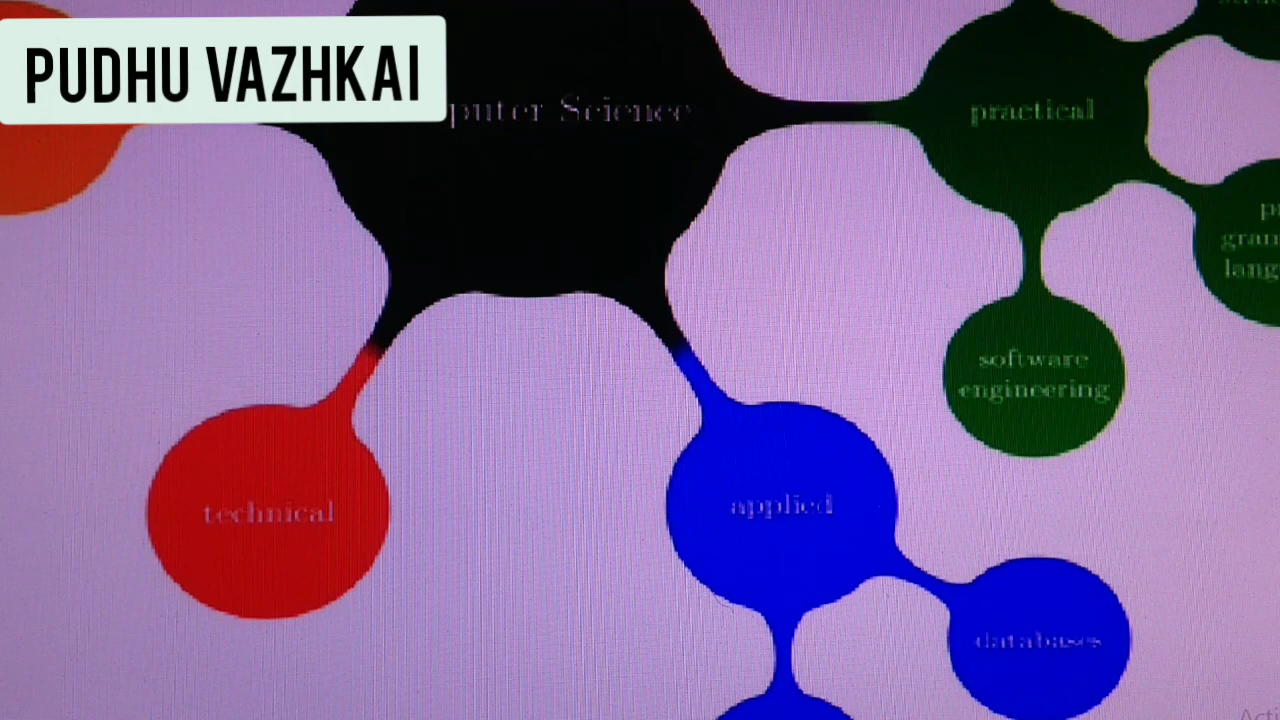 PUDHU VAZHKAI
puter Science
practical
software
engineering
technical
applied
databases